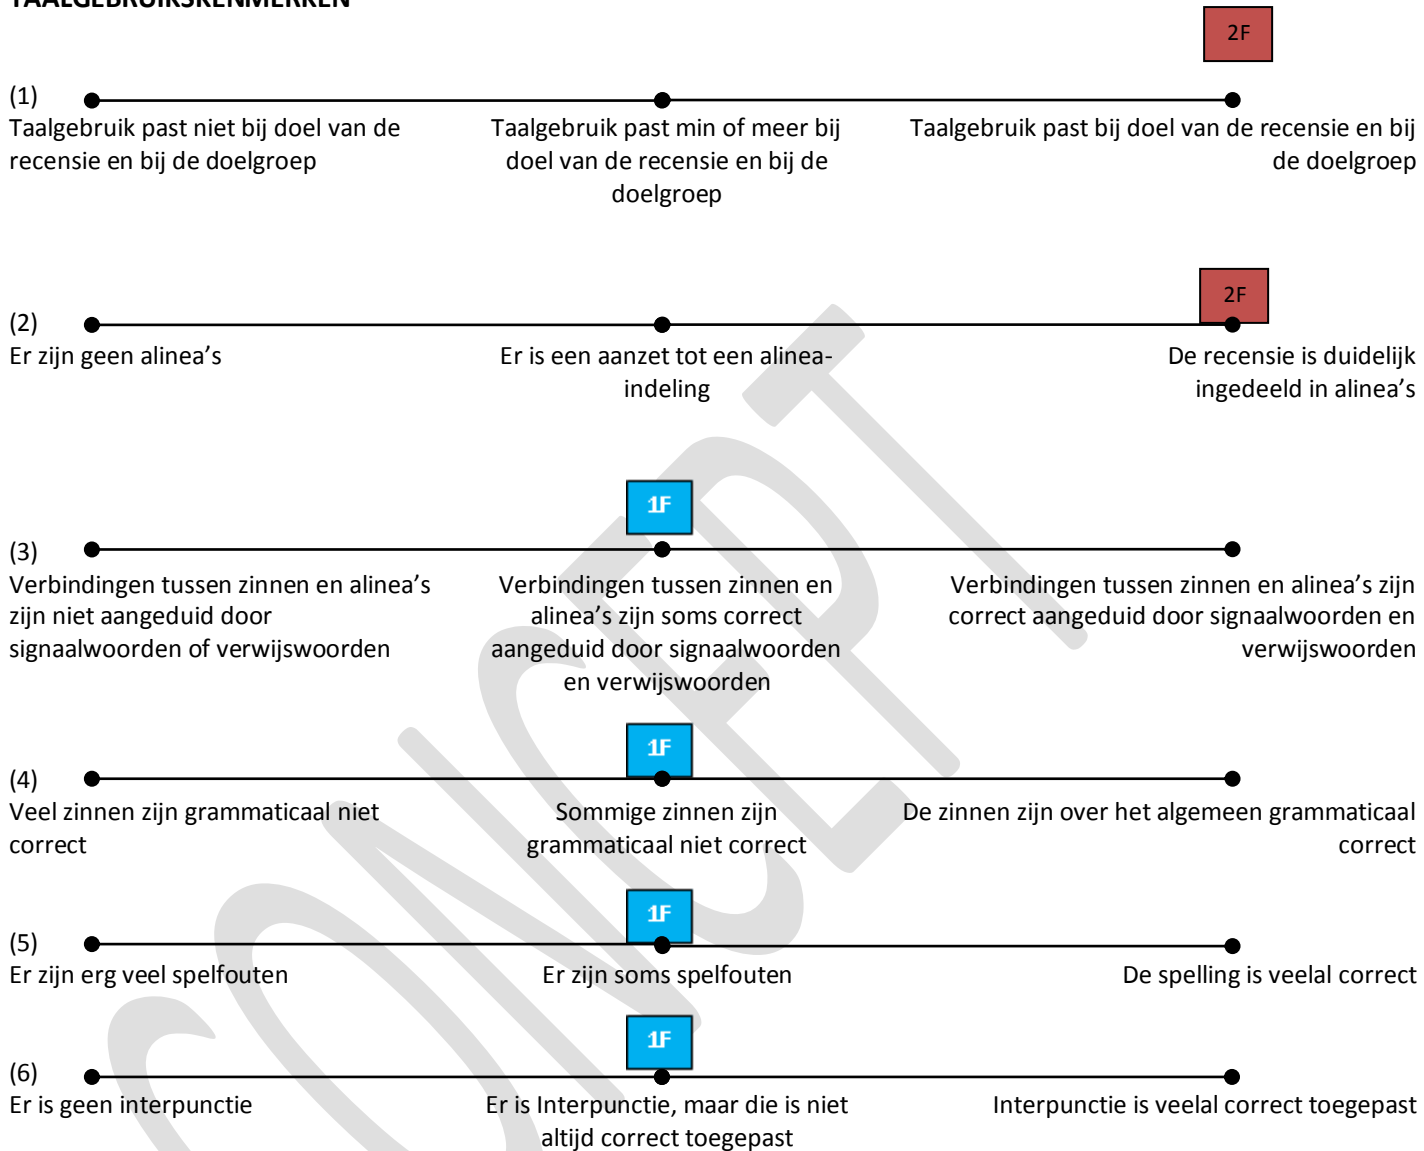 TAALGEBRUIKSKENMERKEN
2F
(1)
Taalgebruik past niet bij doel van de
recensie en bij de doelgroep
Taalgebruik past min of meer bij
doel van de recensie en bij de
doelgroep
Taalgebruik past bij doel van de recensie en bij
de doelgroep
2F
(2)
Er zijn geen alinea’s
Er is een aanzet tot een alinea-
indeling
De recensie is duidelijk
ingedeeld in alinea’s
1F
(3)
Verbindingen tussen zinnen en alinea’s
zijn niet aangeduid door
signaalwoorden of verwijswoorden
Verbindingen tussen zinnen en
alinea’s zijn soms correct
aangeduid door signaalwoorden
en verwijswoorden
Verbindingen tussen zinnen en alinea’s zijn
correct aangeduid door signaalwoorden en
verwijswoorden
1F
(4)
Veel zinnen zijn grammaticaal niet
correct
Sommige zinnen zijn
grammaticaal niet correct
De zinnen zijn over het algemeen grammaticaal
correct
1F
(5)
Er zijn erg veel spelfouten
Er zijn soms spelfouten
De spelling is veelal correct
1F
(6)
Er is geen interpunctie
Er is Interpunctie, maar die is niet
altijd correct toegepast
Interpunctie is veelal correct toegepast
CONCEPT